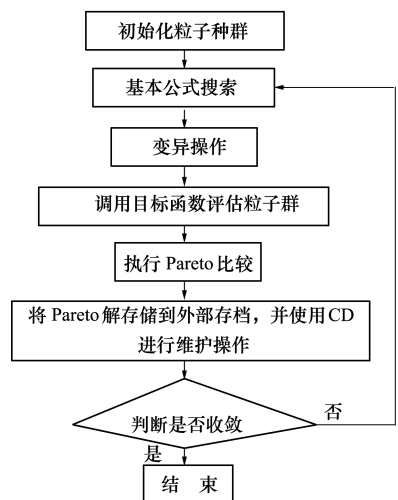 初始化粒子种群
基本公式搜索
变异操作
调用目标函数评估粒子群
执行 Pareto 比较
将 Pareto 解存储到外部存档，并使用 CD
进行维护操作
判断是否收敛
否
是
结 束